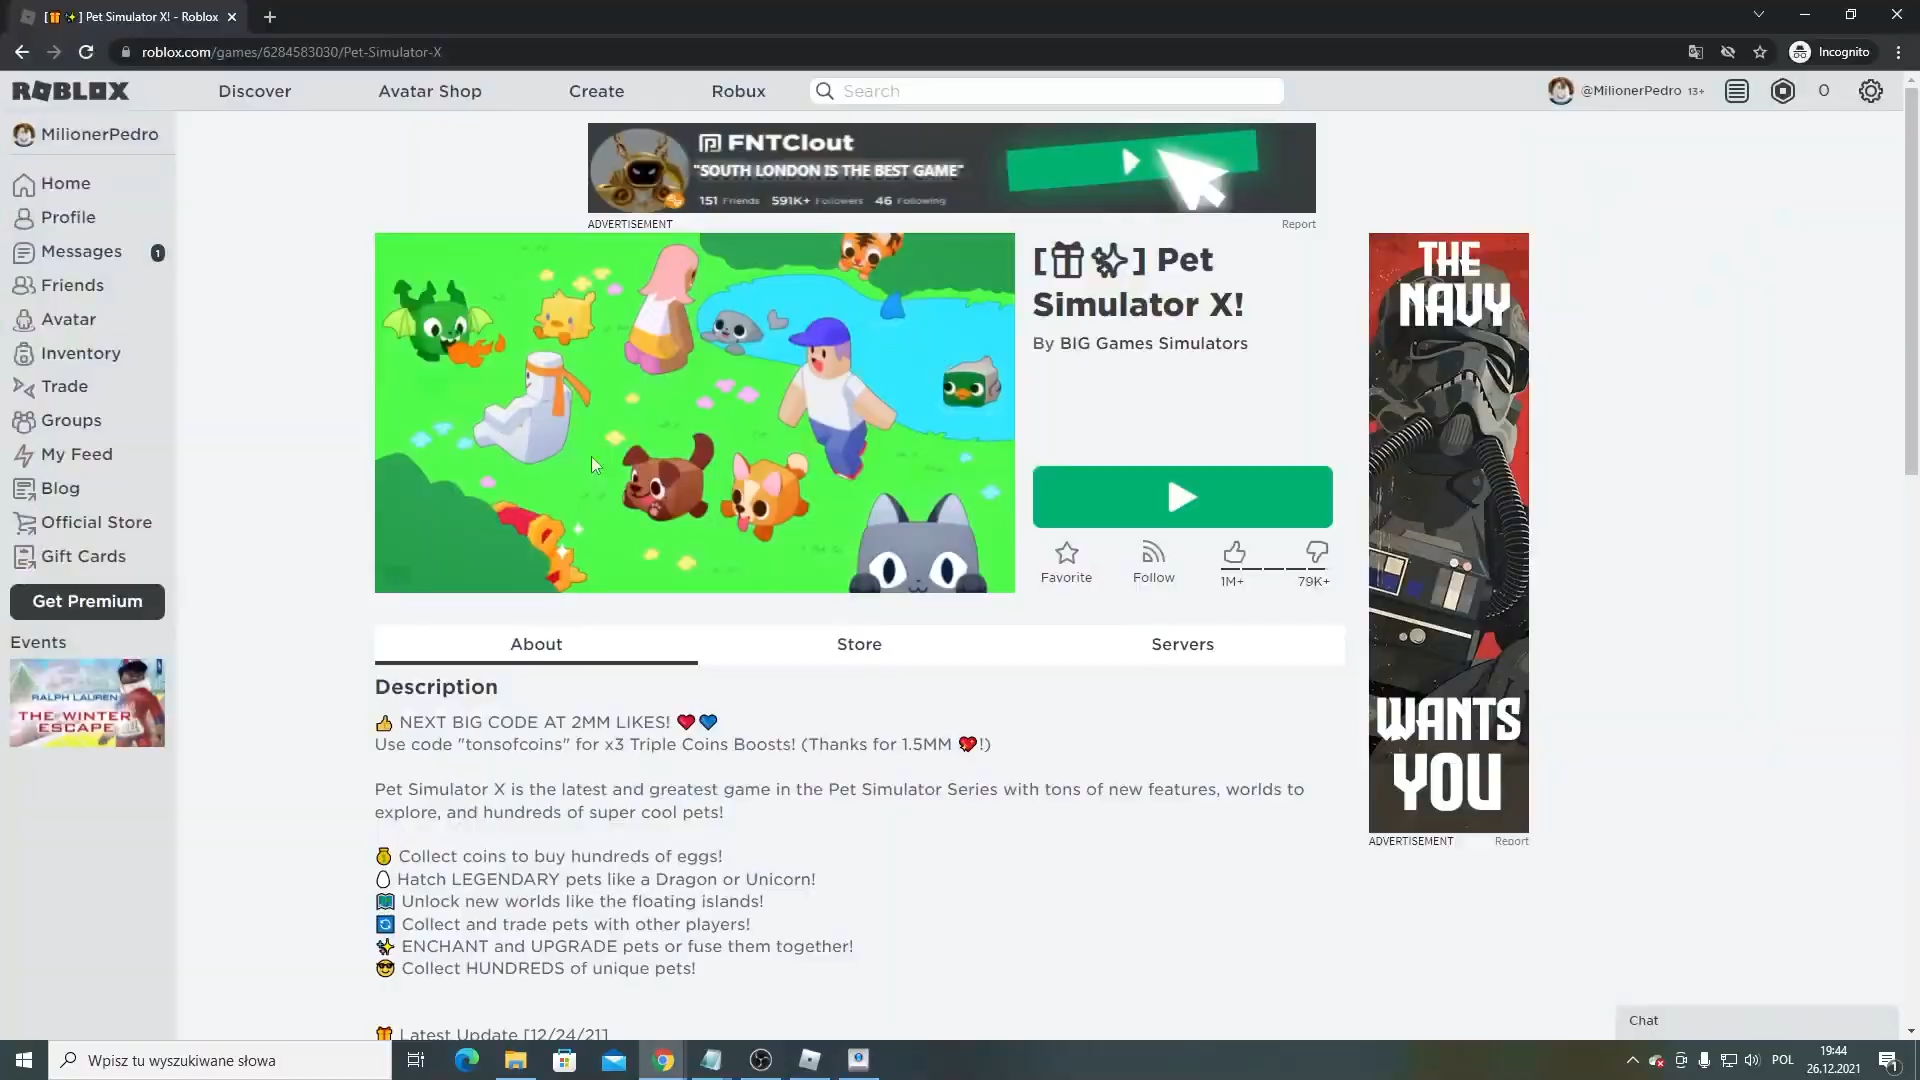 [🎁✨] Pet Simulator X! - Roblox
roblox.com/games/6284583030/Pet-Simulator-X
Incognito
ROBLOX
Discover
Avatar Shop
Create
Robux
Search
@MilionerPedro 13+
0
MilionerPedro
Home
Profile
Messages
1
Friends
Avatar
Inventory
Trade
Groups
My Feed
Blog
Official Store
Gift Cards
Get Premium
Events
RALPH LAUREN
THE WINTER
ESCAPE
FNTClout
"SOUTH LONDON IS THE BEST GAME"
151 Friends 591K+ Followers 46 Following
ADVERTISEMENT
Report
[🎁✨] Pet
Simulator X!
By BIG Games Simulators
Favorite
Follow
1M+
79K+
About
Store
Servers
Description
👍 NEXT BIG CODE AT 2MM LIKES! ❤️💙
Use code "tonsofcoins" for x3 Triple Coins Boosts! (Thanks for 1.5MM 💖!)
Pet Simulator X is the latest and greatest game in the Pet Simulator Series with tons of new features, worlds to
explore, and hundreds of super cool pets!
💰 Collect coins to buy hundreds of eggs!
🥚 Hatch LEGENDARY pets like a Dragon or Unicorn!
🗺️ Unlock new worlds like the floating islands!
🔄 Collect and trade pets with other players!
✨ ENCHANT and UPGRADE pets or fuse them together!
😎 Collect HUNDREDS of unique pets!
🎁 Latest Update [12/24/21]
THE
NAVY
WANTS
YOU
ADVERTISEMENT
Report
Chat
Wpisz tu wyszukiwane słowa
POL
19:44
26.12.2021
1